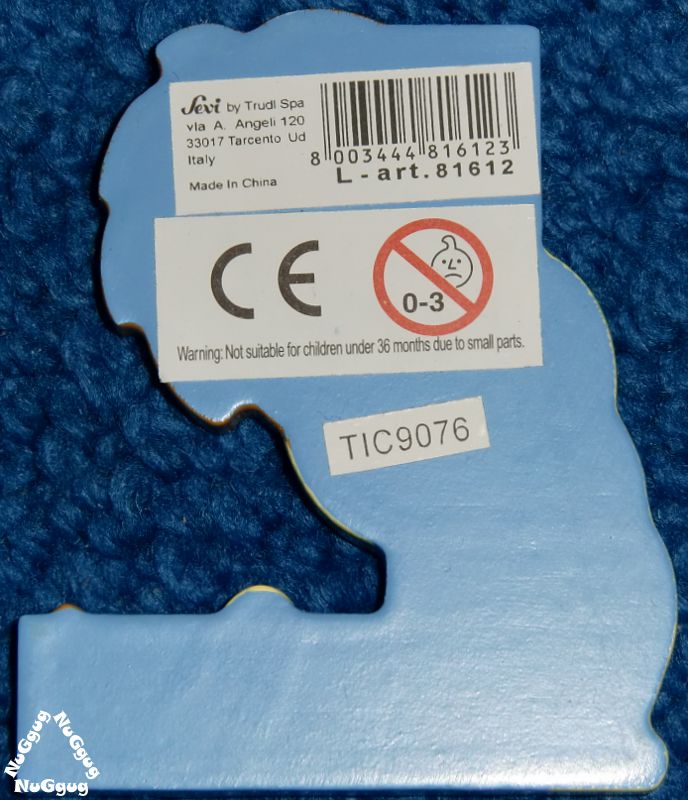 Sevi by Trudi Spa
via A. Angeli 120
33017 Tarcento Ud
Italy
Made in China
8 003444 816123
L-art.81612
CE
0-3
Warning: Not suitable for children under 36 months due to small parts.
TIC9076
NuGgug
NuGgug
NuGgug